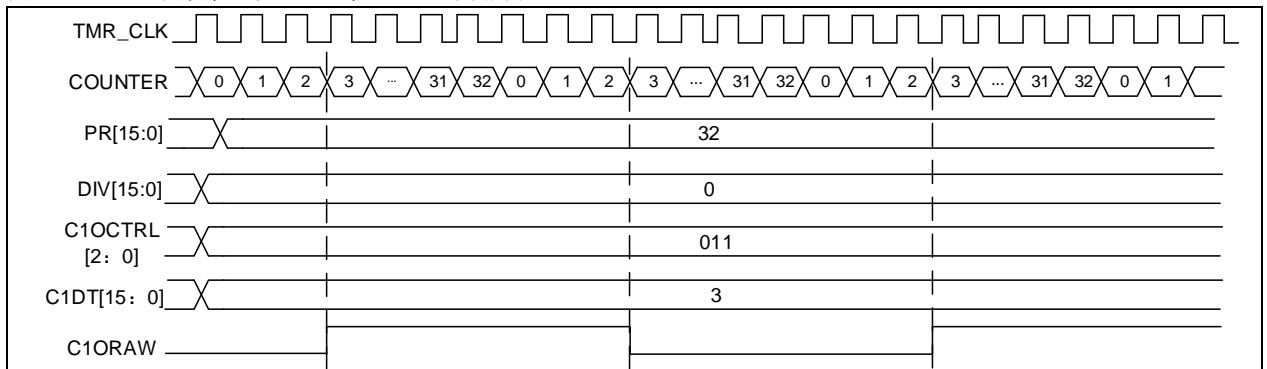 TMR_CLK
COUNTER 0 1 2 3 ... 31 32 0 1 2 3 ... 31 32 0 1 2 3 ... 31 32 0 1
PR[15:0] 32
DIV[15:0] 0
C1OCTRL
[2：0] 011
C1DT[15：0] 3
C1ORAW